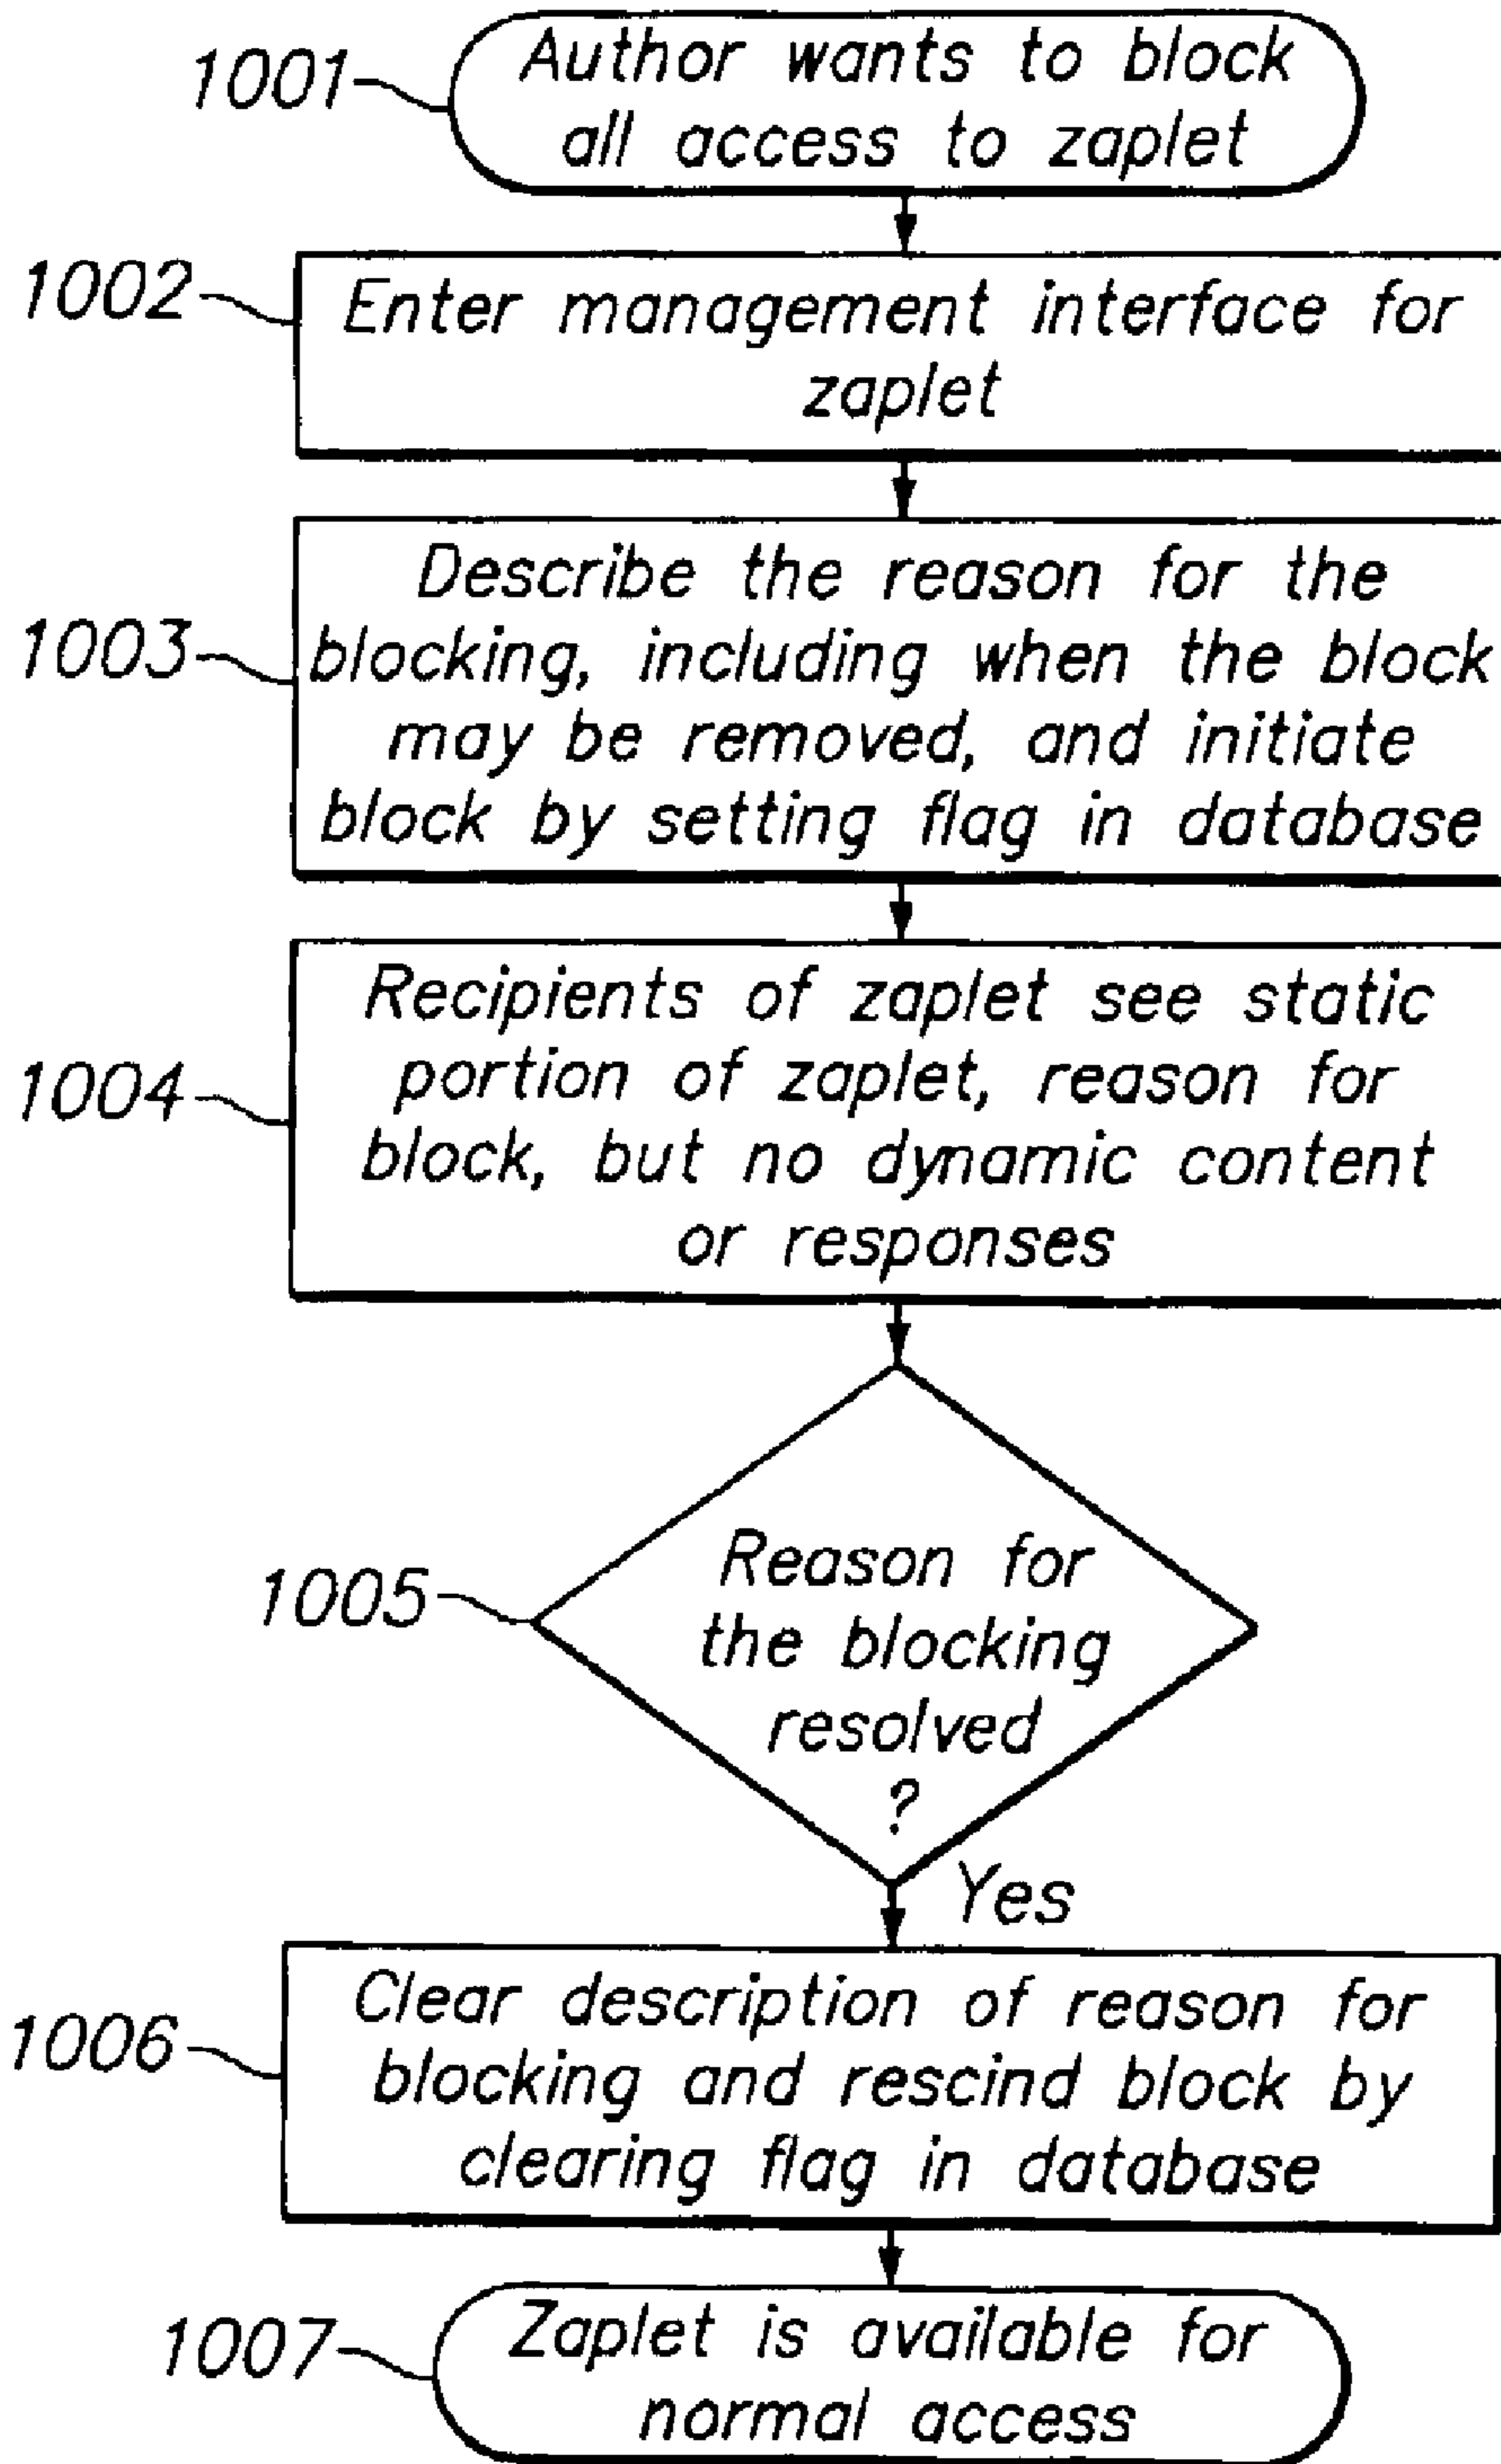 1001
Author wants to block
all access to zaplet
1002
Enter management interface for
zaplet
1003
Describe the reason for the
blocking, including when the block
may be removed, and initiate
block by setting flag in database
1004
Recipients of zaplet see static
portion of zaplet, reason for
block, but no dynamic content
or responses
1005
Reason for
the blocking
resolved
?
Yes
1006
Clear description of reason for
blocking and rescind block by
clearing flag in database
1007
Zaplet is available for
normal access